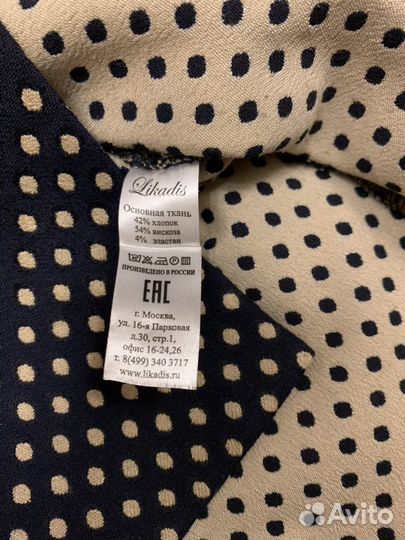 Likadis
Основная ткань
42% хлопок
54% вискоза
4% эластан
ПРОИЗВЕДЕНО В РОССИИ
EAC
г. Москва,
ул. 16-я Парковая
д.30, стр.1,
офис 16-24,26
т. 8(499) 340 3717
www.likadis.ru
Avito